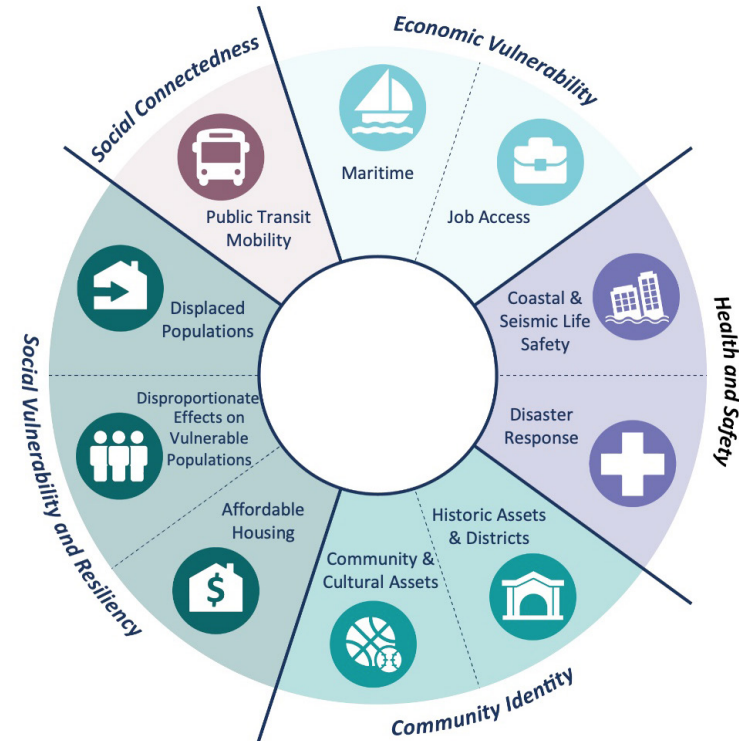 Economic Vulnerability
Maritime
Job Access
Health and Safety
Coastal &
Seismic Life
Safety
Disaster
Response
Community Identity
Historic Assets
& Districts
Community &
Cultural Assets
Social Vulnerability and Resiliency
Affordable
Housing
$
Disproportionate
Effects on
Vulnerable
Populations
Displaced
Populations
Social Connectedness
Public Transit
Mobility